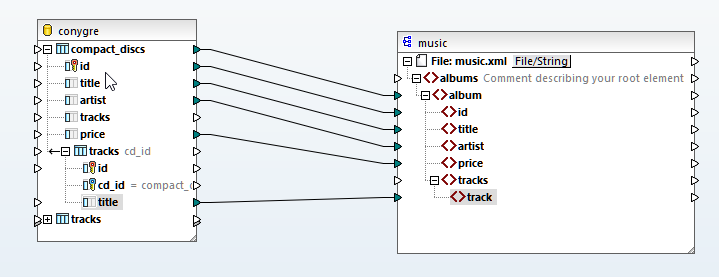 conygre
compact_discs
id
title
artist
tracks
price
tracks cd_id
id
cd_id = compact_
title
tracks
music
File: music.xml File/String
albums Comment describing your root element
album
id
title
artist
price
tracks
track